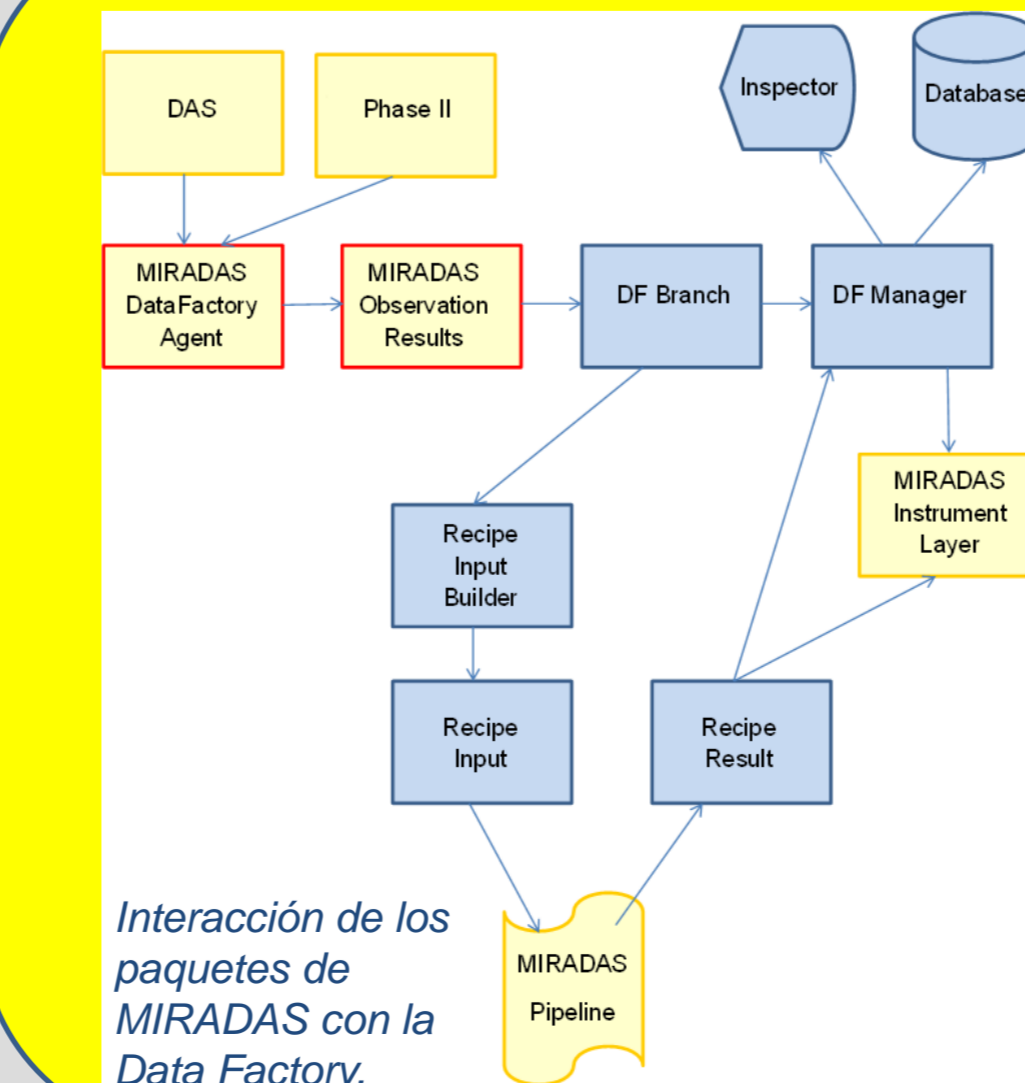 DAS
Phase II
Inspector
Database
MIRADAS
DataFactory
Agent
MIRADAS
Observation
Results
DF Branch
DF Manager
MIRADAS
Instrument
Layer
Recipe
Input
Builder
Recipe
Input
Recipe
Result
MIRADAS
Pipeline
Interacción de los
paquetes de
MIRADAS con la
Data Factory.